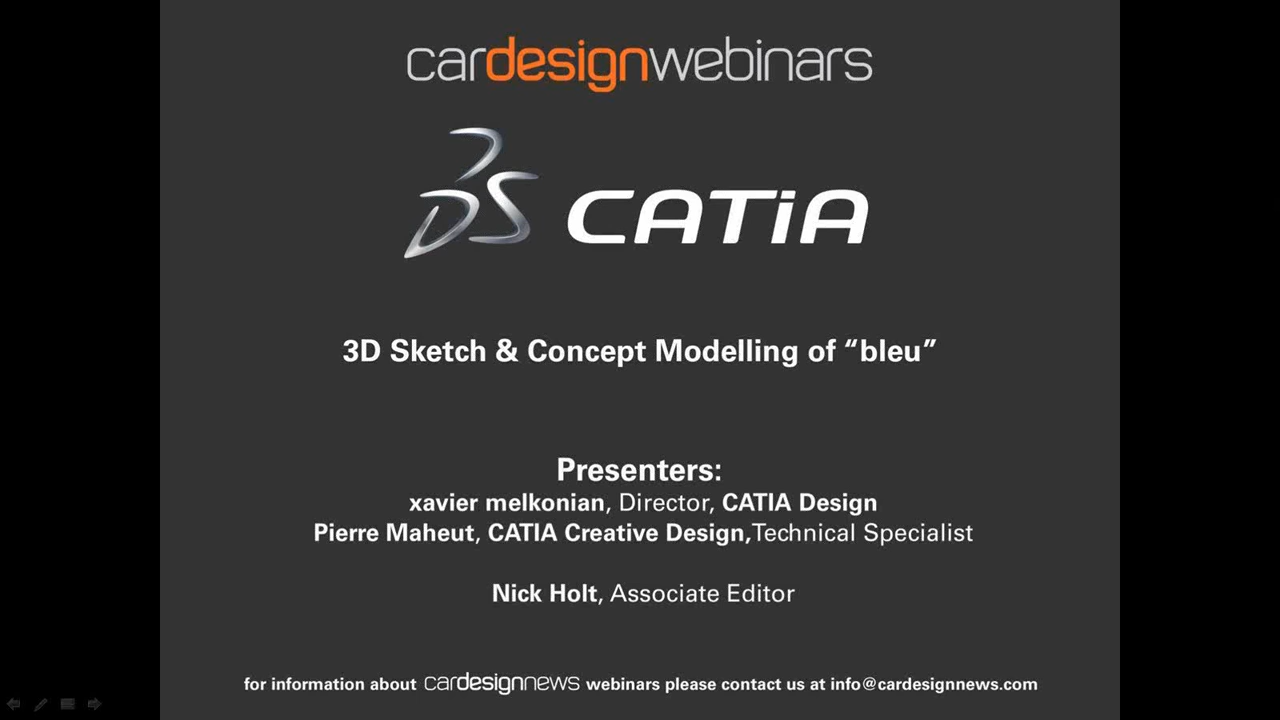 cardesignwebinars
3DS CATIA
3D Sketch & Concept Modelling of “bleu”
Presenters:
xavier melkonian, Director, CATIA Design
Pierre Maheut, CATIA Creative Design,Technical Specialist
Nick Holt, Associate Editor
for information about cardesignnews webinars please contact us at info@cardesignnews.com